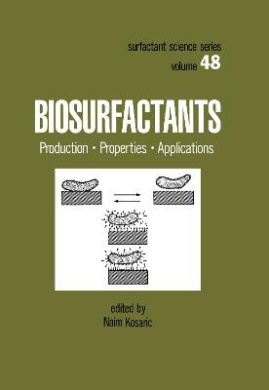 surfactant science series
volume 48
BIOSURFACTANTS
Production • Properties • Applications
edited by
Naim Kosaric